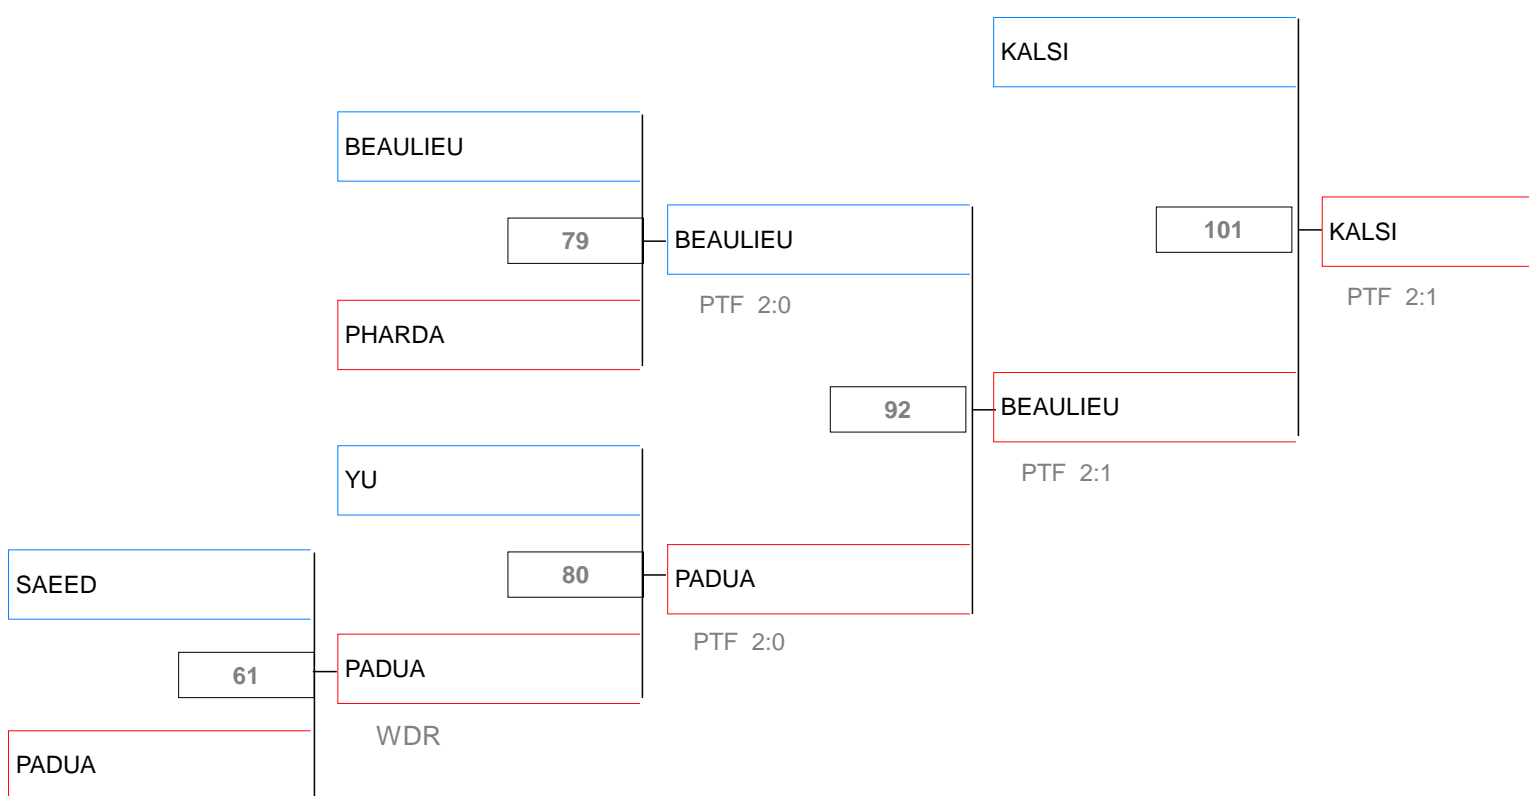 KALSI
BEAULIEU
79
BEAULIEU
101
KALSI
PTF 2:0
PTF 2:1
PHARDA
92
BEAULIEU
YU
PTF 2:1
SAEED
80
PADUA
PTF 2:0
61
PADUA
WDR
PADUA